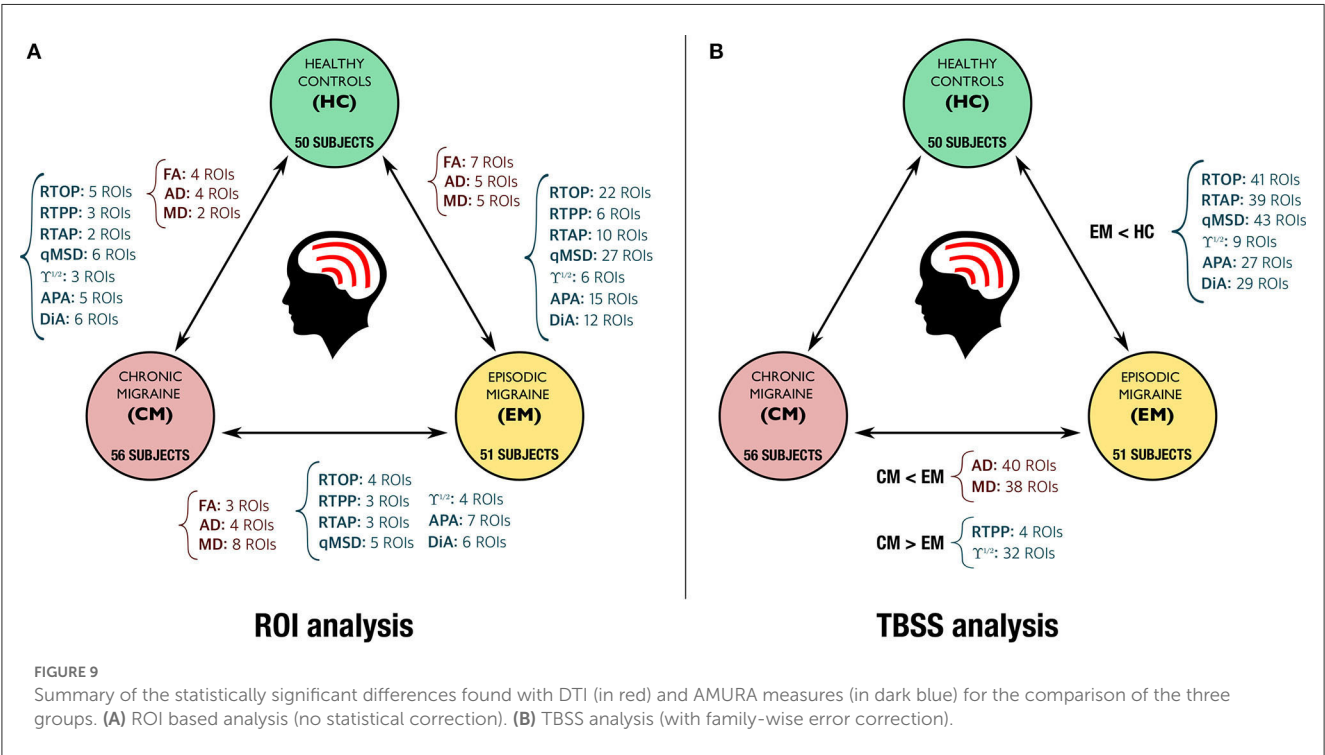 A
HEALTHY
CONTROLS
(HC)
50 SUBJECTS
RTOP: 5 ROIs
RTPP: 3 ROIs
RTAP: 2 ROIs
qMSD: 6 ROIs
ϒ1/2: 3 ROIs
APA: 5 ROIs
DiA: 6 ROIs
FA: 4 ROIs
AD: 4 ROIs
MD: 2 ROIs
FA: 7 ROIs
AD: 5 ROIs
MD: 5 ROIs
RTOP: 22 ROIs
RTPP: 6 ROIs
RTAP: 10 ROIs
qMSD: 27 ROIs
ϒ1/2: 6 ROIs
APA: 15 ROIs
DiA: 12 ROIs
CHRONIC
MIGRAINE
(CM)
56 SUBJECTS
EPISODIC
MIGRAINE
(EM)
51 SUBJECTS
FA: 3 ROIs
AD: 4 ROIs
MD: 8 ROIs
RTOP: 4 ROIs
RTPP: 3 ROIs
RTAP: 3 ROIs
qMSD: 5 ROIs
ϒ1/2: 4 ROIs
APA: 7 ROIs
DiA: 6 ROIs
ROI analysis
B
HEALTHY
CONTROLS
(HC)
50 SUBJECTS
EM < HC
RTOP: 41 ROIs
RTAP: 39 ROIs
qMSD: 43 ROIs
ϒ1/2: 9 ROIs
APA: 27 ROIs
DiA: 29 ROIs
CHRONIC
MIGRAINE
(CM)
56 SUBJECTS
EPISODIC
MIGRAINE
(EM)
51 SUBJECTS
CM < EM
AD: 40 ROIs
MD: 38 ROIs
CM > EM
RTPP: 4 ROIs
ϒ1/2: 32 ROIs
TBSS analysis
FIGURE 9
Summary of the statistically significant differences found with DTI (in red) and AMURA measures (in dark blue) for the comparison of the three
groups. (A) ROI based analysis (no statistical correction). (B) TBSS analysis (with family-wise error correction).